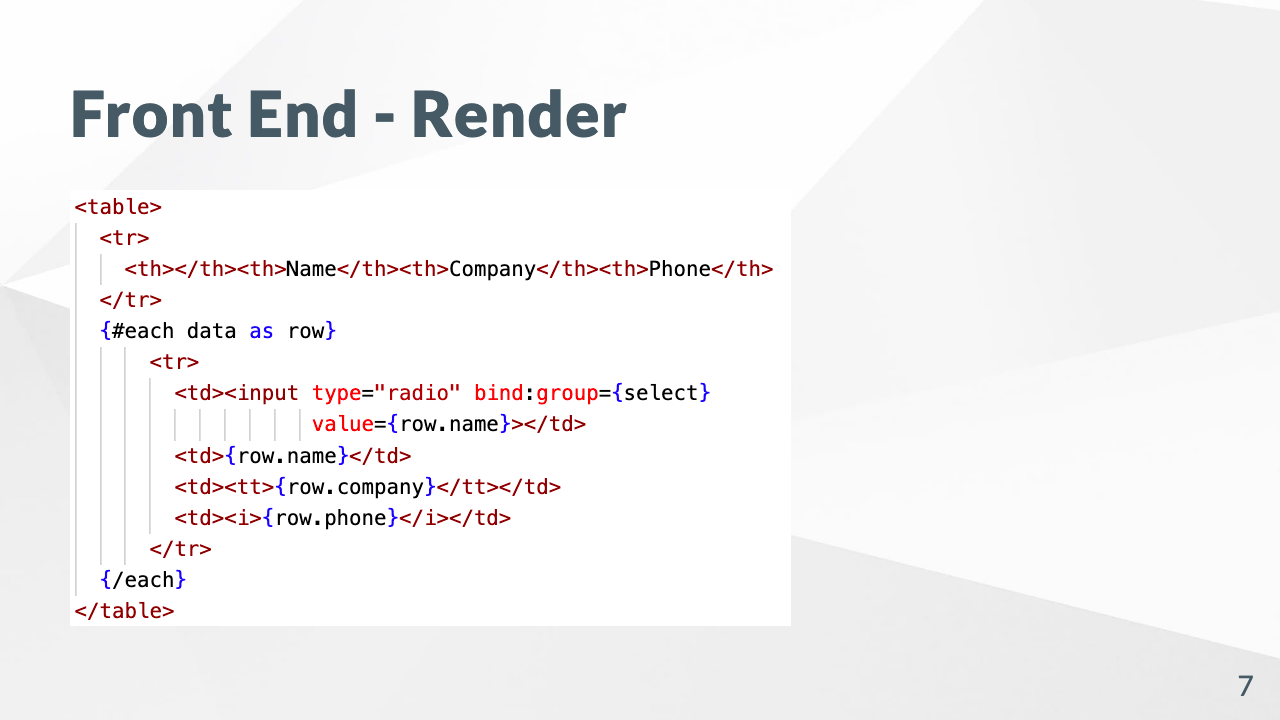 Front End - Render
<table>
  <tr>
    <th></th><th>Name</th><th>Company</th><th>Phone</th>
  </tr>
  {#each data as row}
      <tr>
        <td><input type="radio" bind:group={select}
                   value={row.name}></td>
        <td>{row.name}</td>
        <td><tt>{row.company}</tt></td>
        <td><i>{row.phone}</i></td>
      </tr>
  {/each}
</table>
7